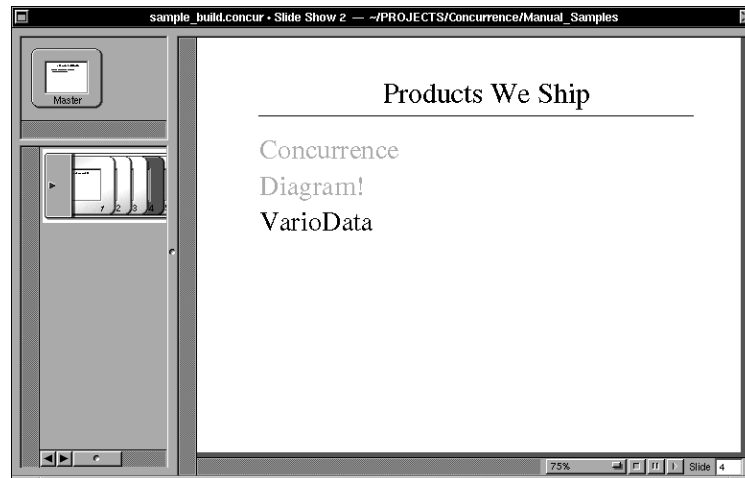 sample_build.concur • Slide Show 2 — ~/PROJECTS/Concurrence/Manual_Samples
Master
Products We Ship
Concurrence
Diagram!
VarioData
1 2 3 4
75% Slide 4